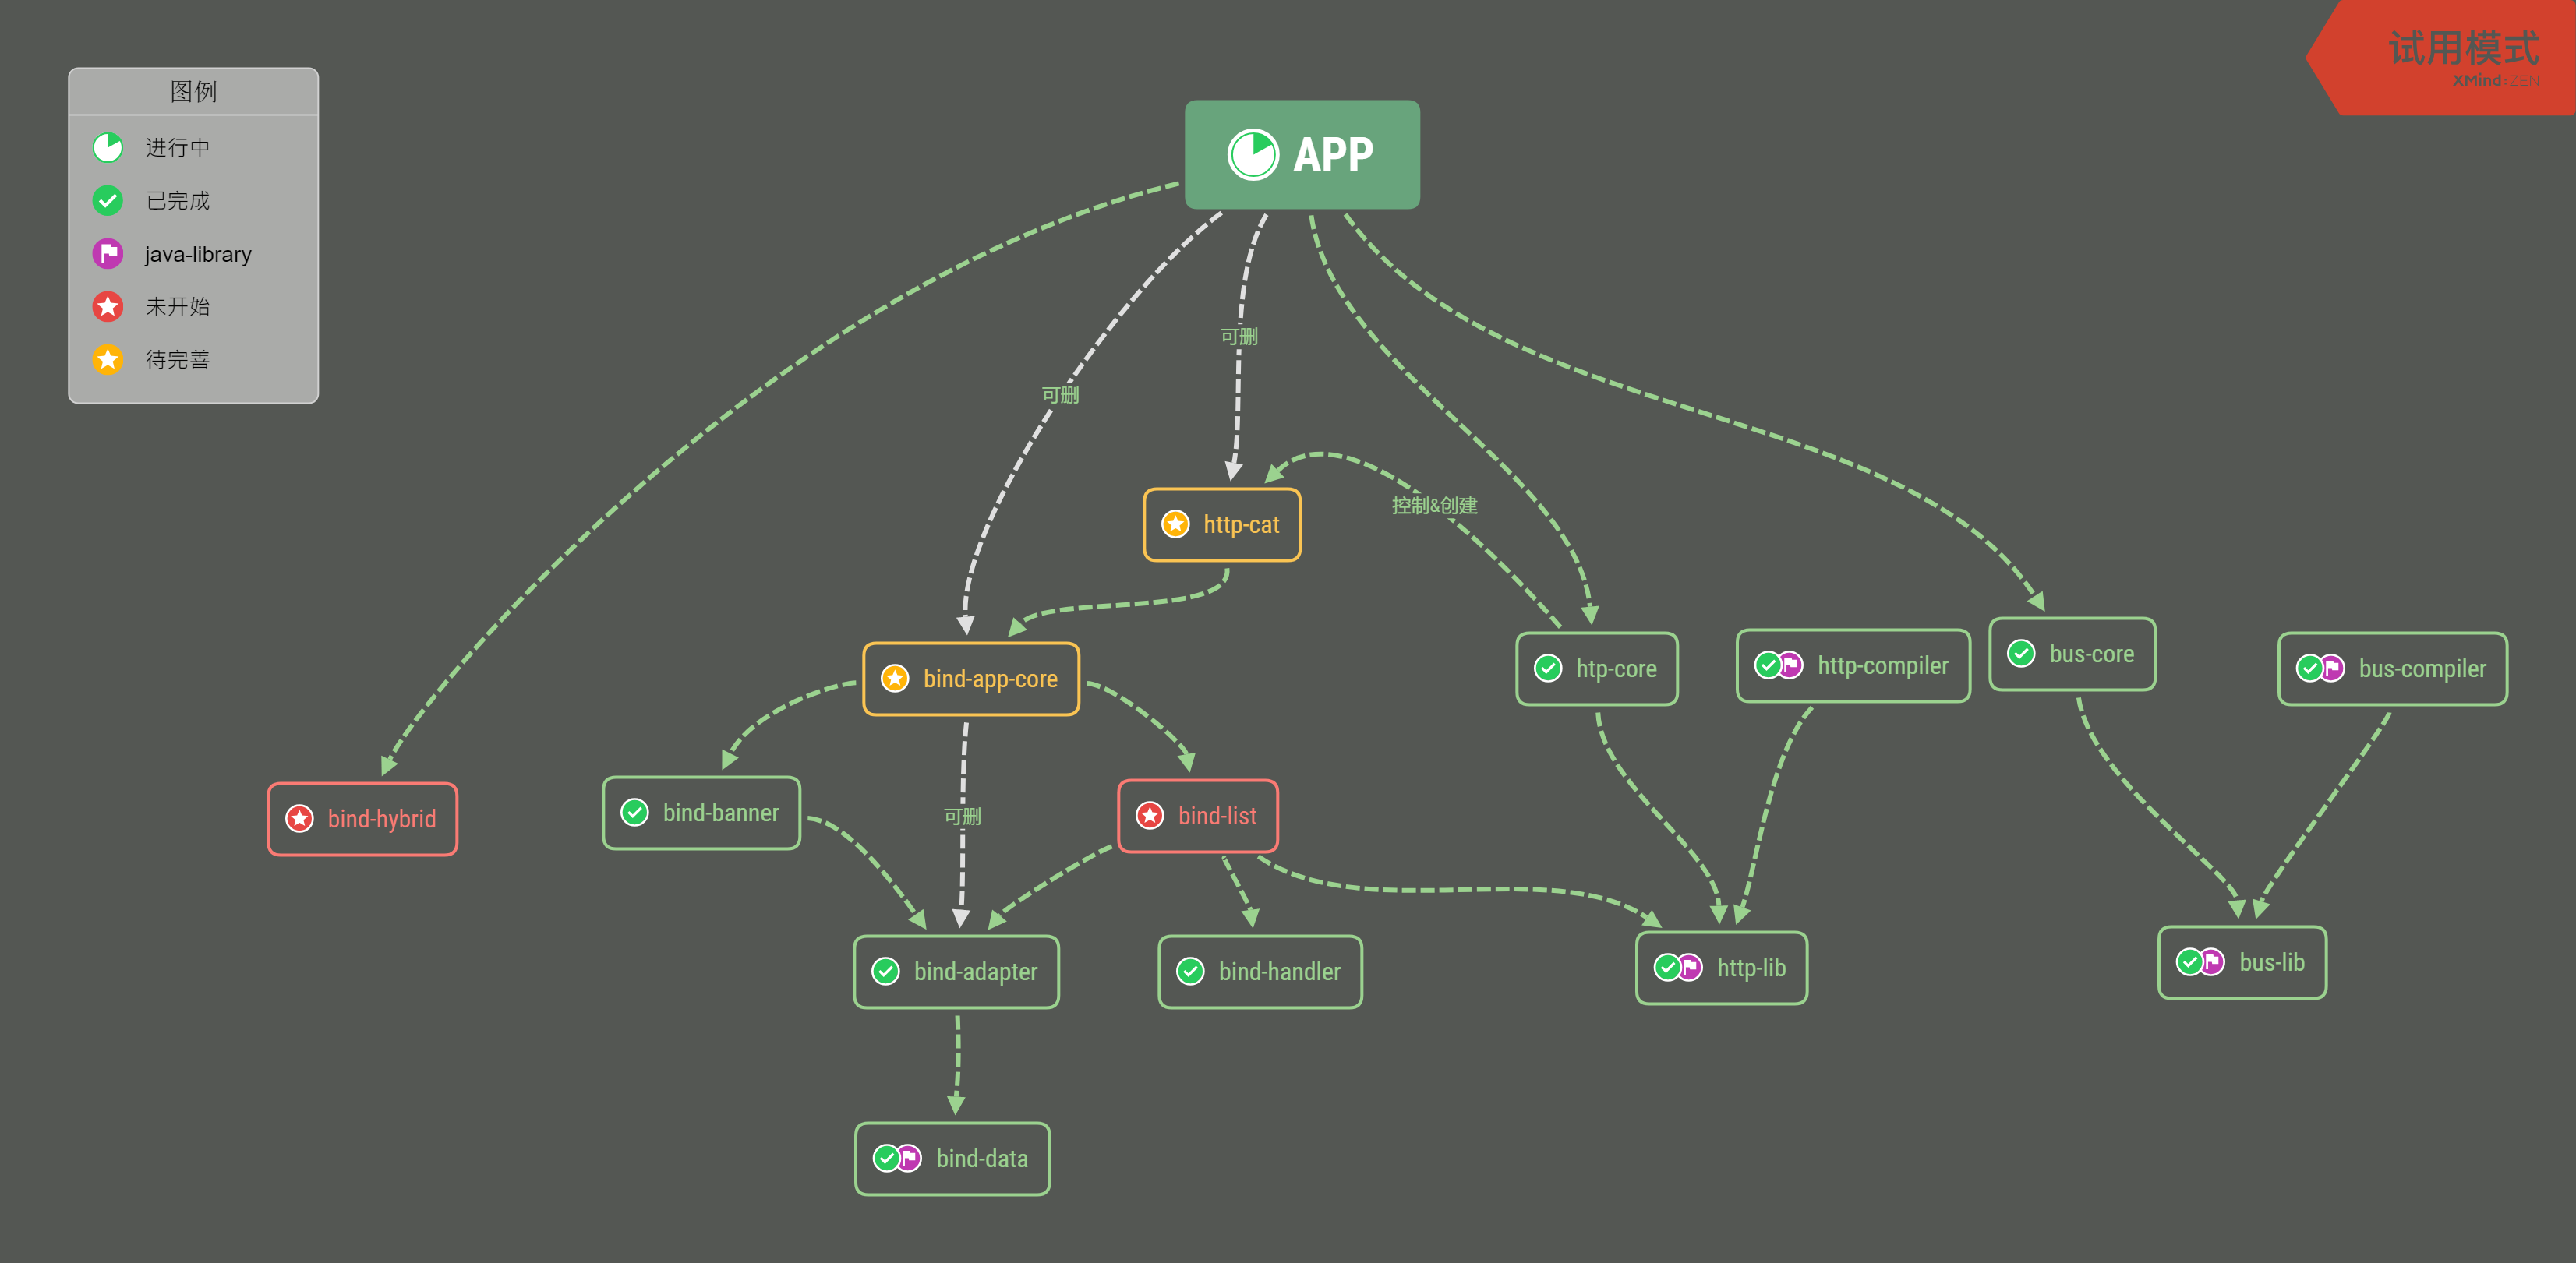 试用模式
XMind:ZEN
图例
进行中
已完成
java-library
未开始
待完善
APP
可删
可删
控制&创建
http-cat
bind-app-core
htp-core
http-compiler
bus-core
bus-compiler
bind-hybrid
bind-banner
可删
bind-list
bind-adapter
bind-handler
http-lib
bus-lib
bind-data